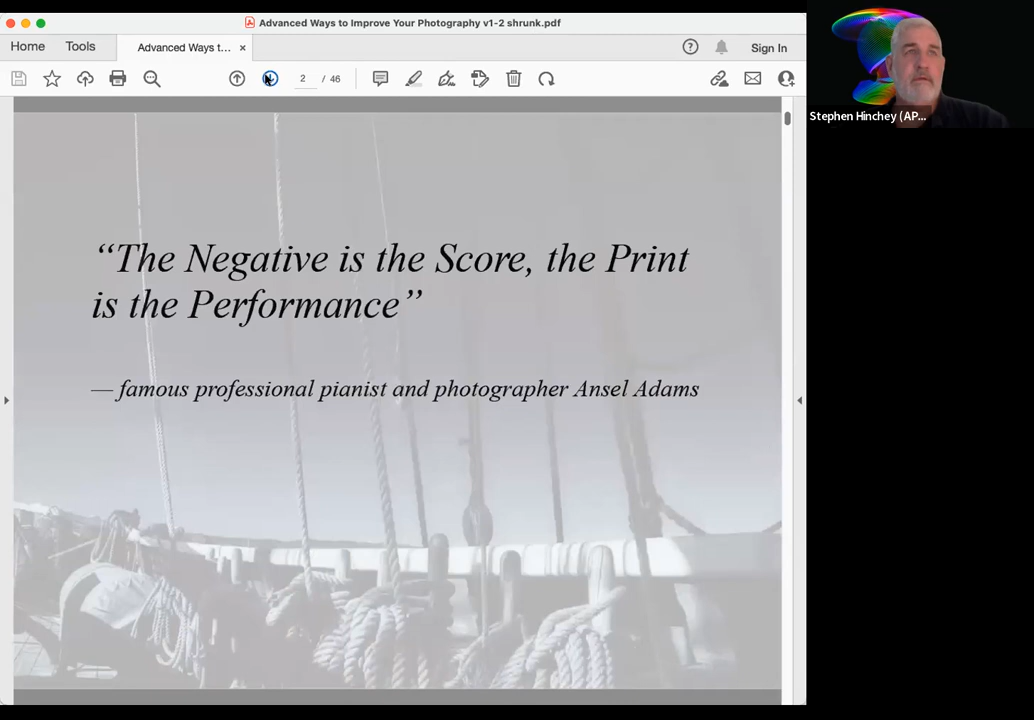 Advanced Ways to Improve Your Photography v1-2 shrunk.pdf
Home Tools Advanced Ways t... × Sign In
2 / 46
“The Negative is the Score, the Print
is the Performance”
— famous professional pianist and photographer Ansel Adams
Stephen Hinchey (AP...